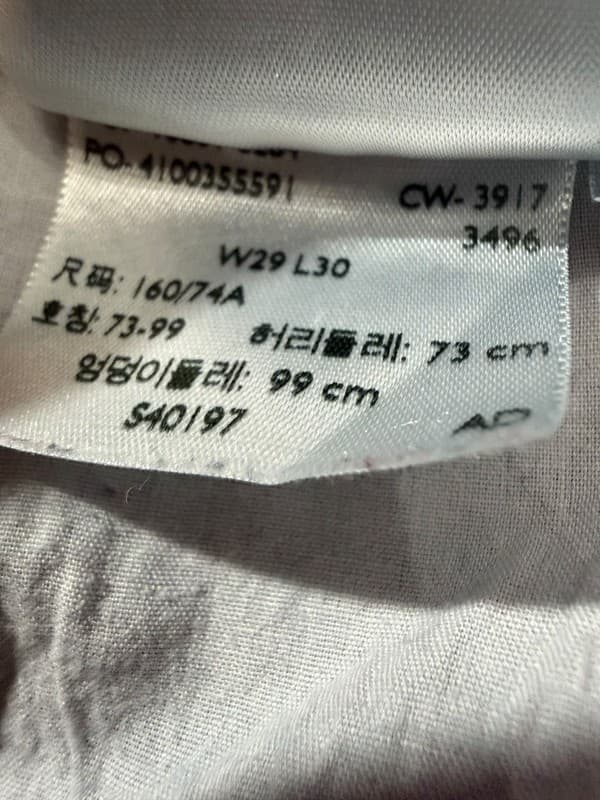 PO- 4100355591
CW- 3917
3496
W29 L30
尺码: 160/74A
호칭: 73-99 허리둘레: 73 cm
엉덩이둘레: 99 cm
S40197
AD